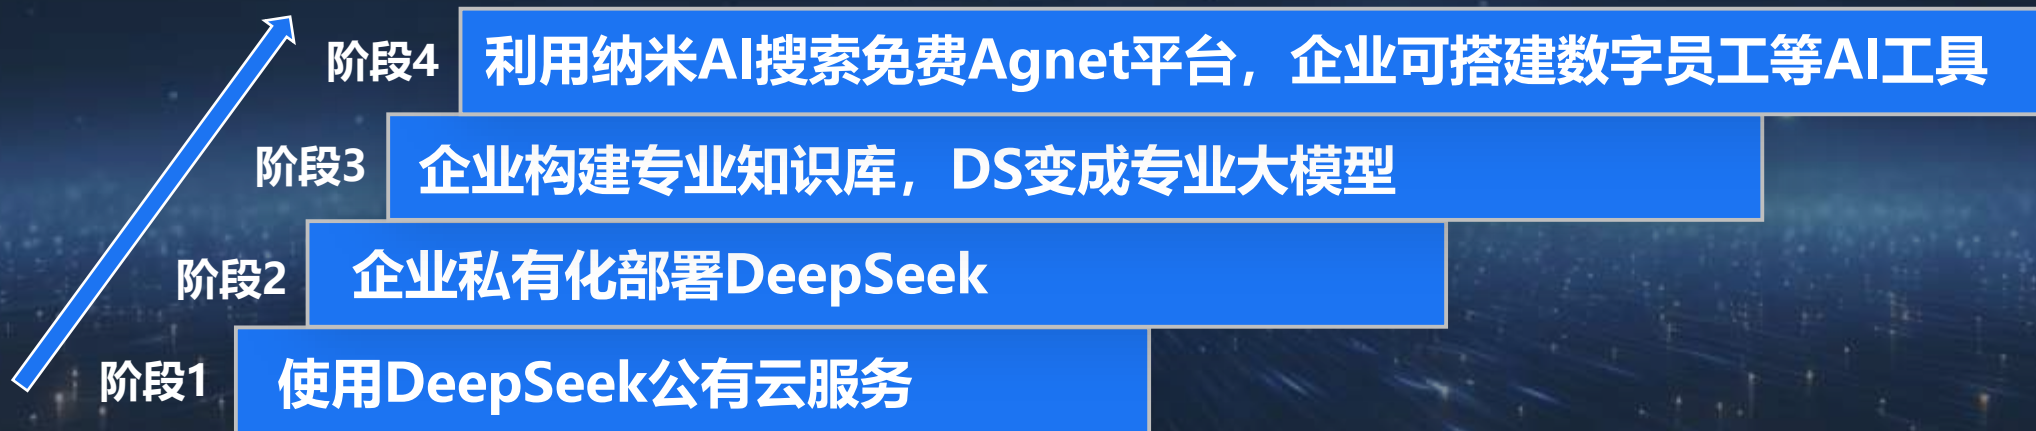 阶段4 利用纳米AI搜索免费Agnet平台，企业可搭建数字员工等AI工具
阶段3 企业构建专业知识库，DS变成专业大模型
阶段2 企业私有化部署DeepSeek
阶段1 使用DeepSeek公有云服务